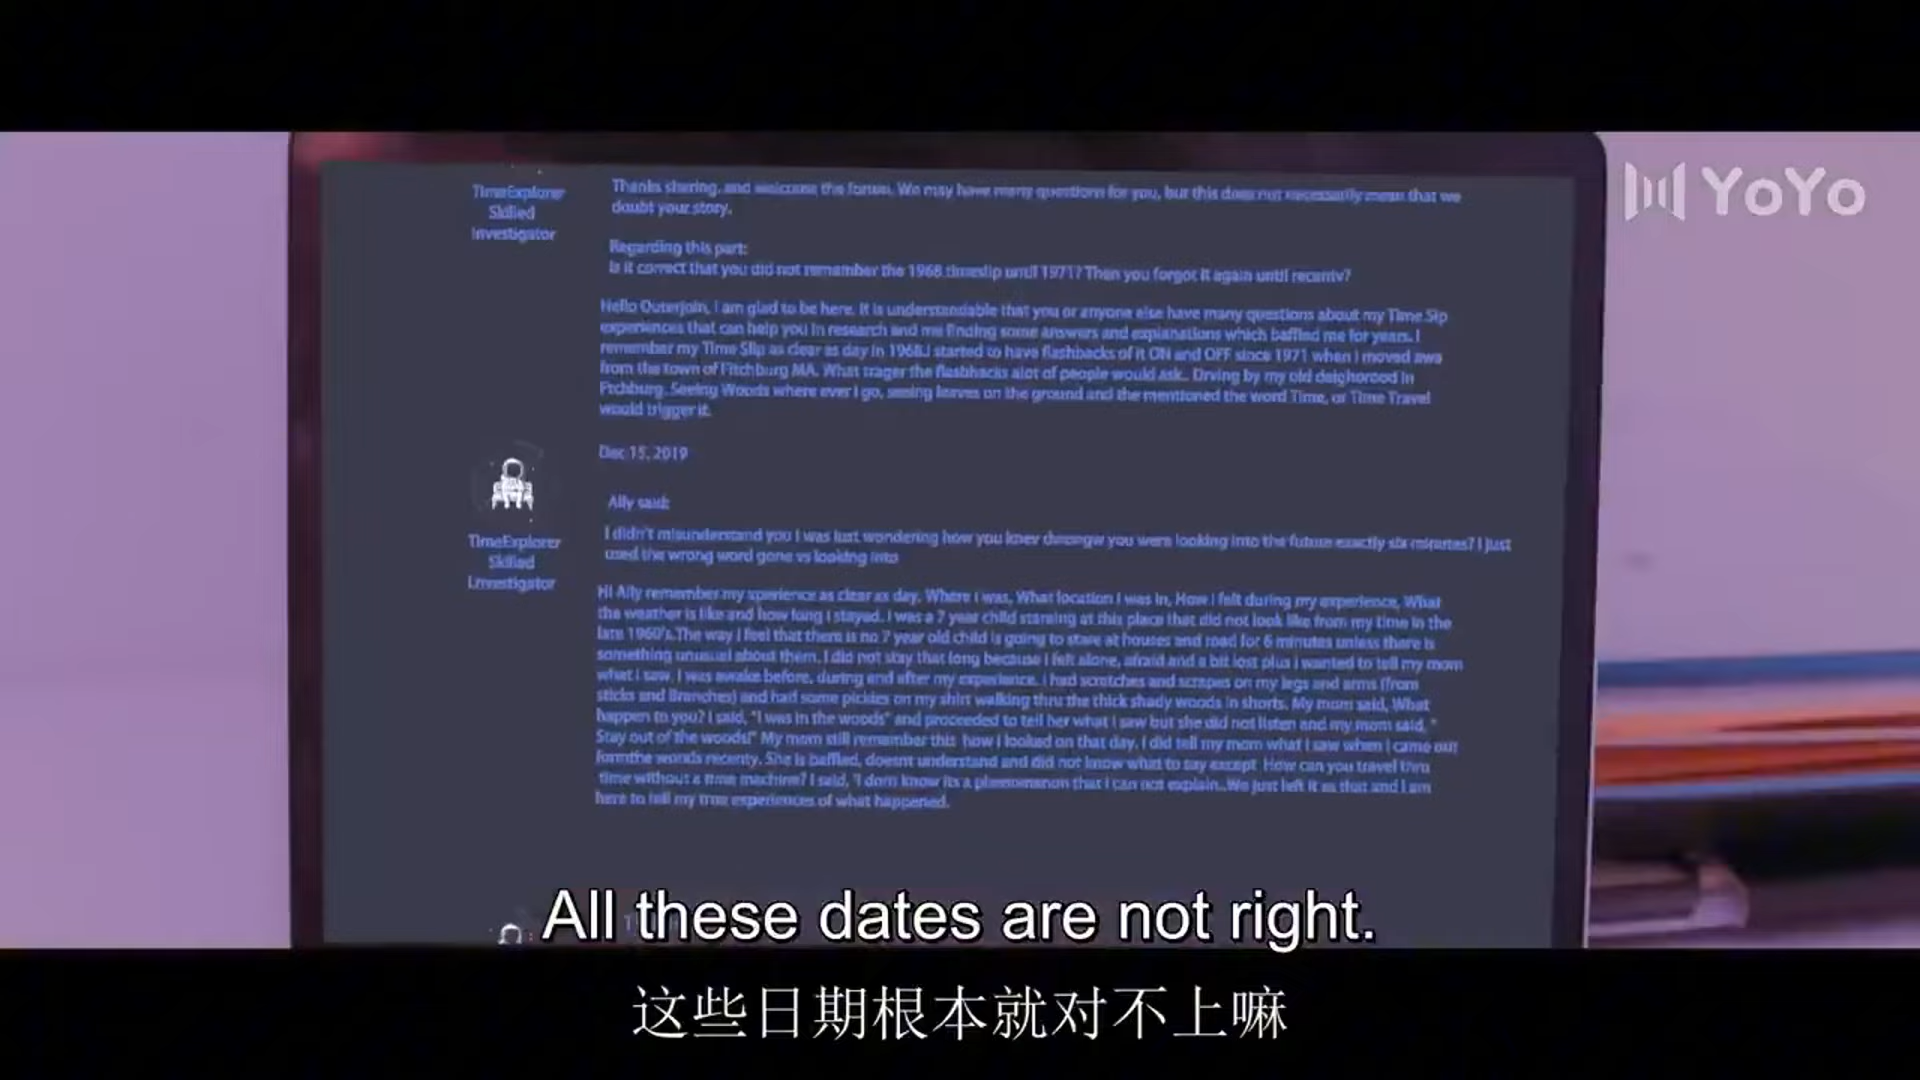 YoYo
TimeExplorer
Skilled
Investigator
Thanks sharing, and welcome the forum. We may have many questions for you, but this does not necessarily mean that we
doubt your story.
Regarding this part:
Is it correct that you did not remember the 1968 timeslip until 1971? Then you forgot it again until
Hello Outerjoin, I am glad to be here. It is understandable that you or anyone else have many questions about my Time Sip
experiences that can help you in research and me finding some answers and explanations which baffled me for years. I
remember my Time Slip as clear as day in 1968.I started to have flashbacks of it ON and OFF since 1971 when I moved awa
from the town of Fitchburg MA. What trager the flashbacks alot of people would ask.. Drving by my old deighorood in
Ftchburg. Seeing Woods where ever I go, seeing leaves on the ground and the mentioned the word Time, or Time Travel
would trigger it.
Dec 15, 2019
Ally said:
I didn't misunderstand you I was just wondering how you you were looking into the future exactly six minutes? I just
used the wrong word gone vs looking into
TimeExplorer
Skilled
Lnvestigator
Hi Ally remember my xperience as clear as day. Where I was, What location I was in, How I felt during my experience, What
the weather is like and how long I stayed. I was a 7 year child stareing at this place that did not look like from my time in the
late 1960's.The way I feel that there is no 7 year old child is going to stare at houses and road for 6 minutes unless there is
something unusual about them. I did not stay that long because I felt alone, afraid and a bit lost plus I wanted to tell my mom
what I saw. I was awake before, during and after my experience. I had scratches and scrapes on my legs and arms (from
sticks and Branches) and had some pickies on my shirt walking thru the thick shady woods in shorts. My mom said, What
happen to you? I said, "I was in the woods" and proceeded to tell her what I saw but she did not listen and my mom said, "
Stay out of the woods!" My mom still remember this how I looked on that day. I did tell my mom what I saw when I came out
the words recenty. She is baffled, doesnt understand and did not know what to say except How can you travel thru
time without a time machine? I said, "I dont know its a phenomanon that I can not explain..We just left it as that and I am
here to tell my true experiences of what happened.
All these dates are not right.
这些日期根本就对不上嘛